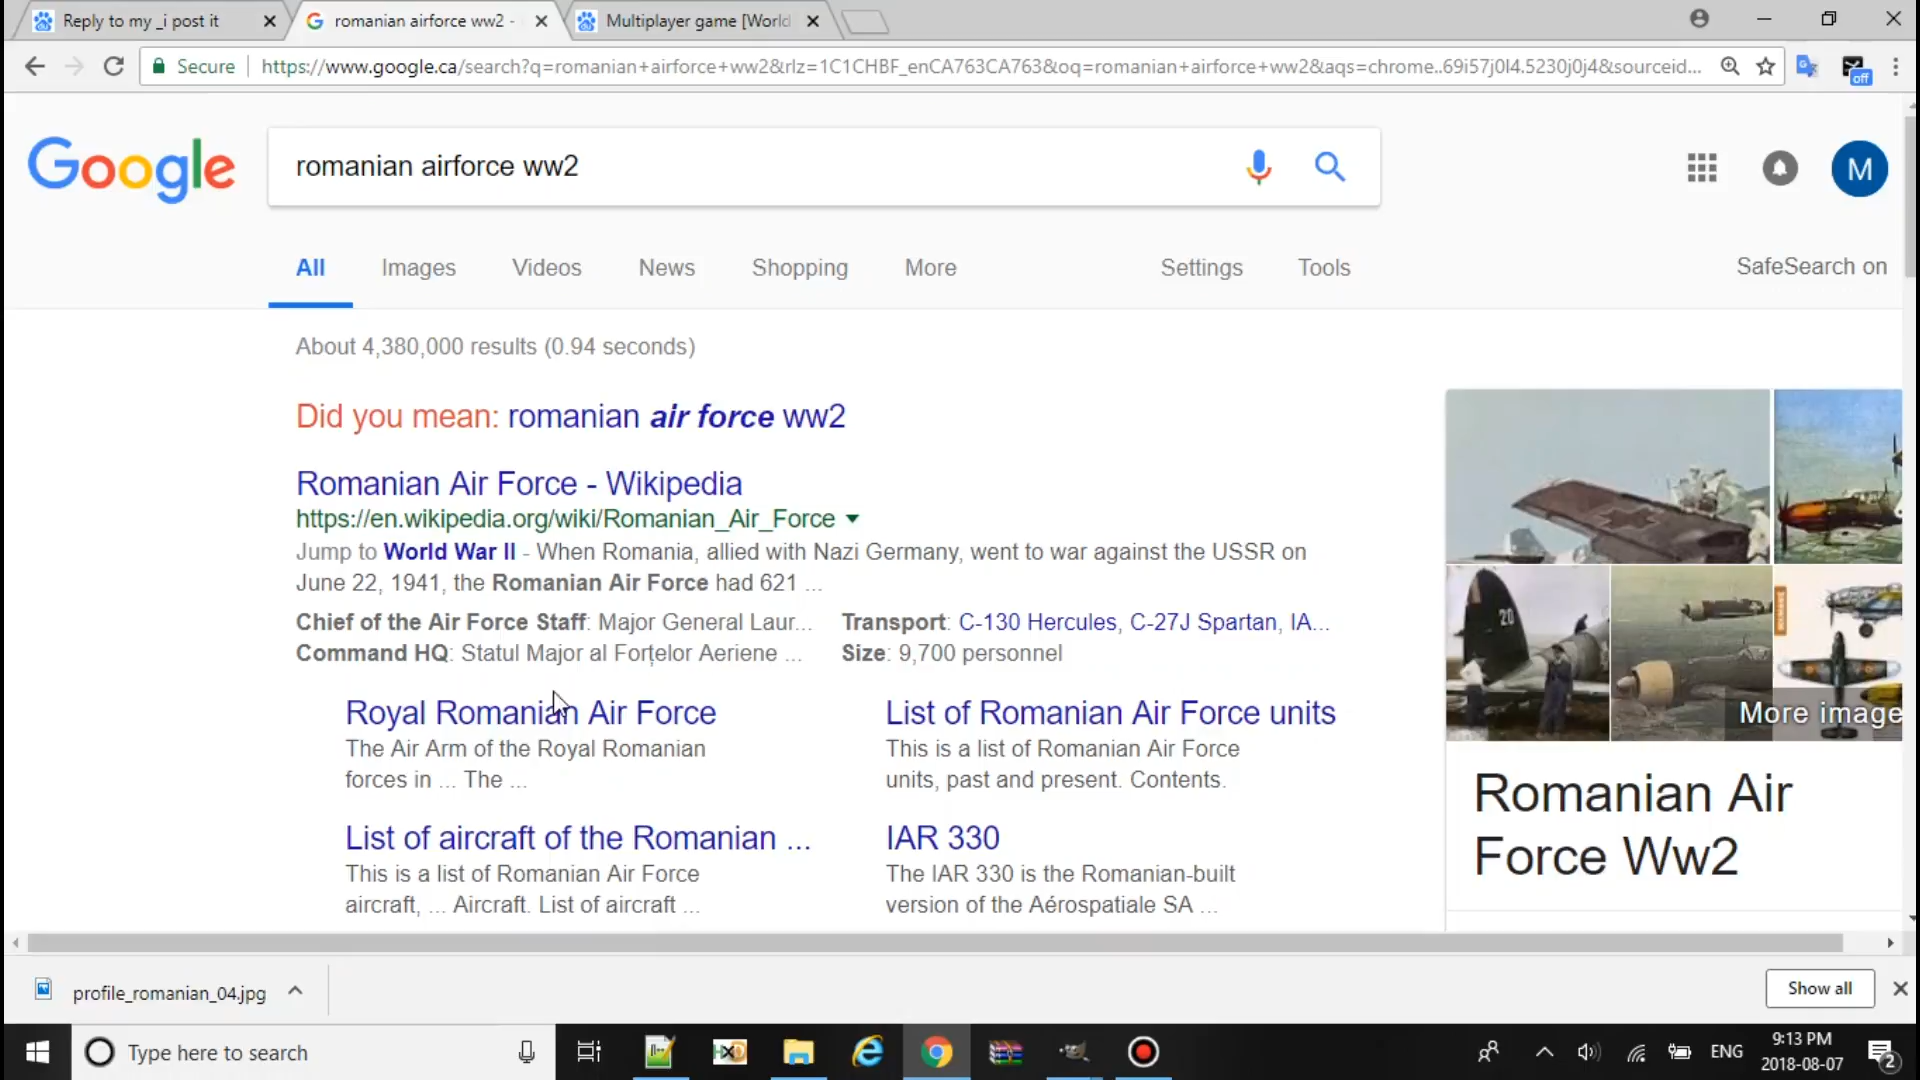 Reply to my _i post it
romanian airforce ww2 -
Multiplayer game [World
Secure
https://www.google.ca/search?q=romanian+airforce+ww2&rlz=1C1CHBF_enCA763CA763&oq=romanian+airforce+ww2&aqs=chrome..69i57j0l4.5230j0j4&sourceid...
off
Google
romanian airforce ww2
M
All
Images
Videos
News
Shopping
More
Settings
Tools
SafeSearch on
About 4,380,000 results (0.94 seconds)
Did you mean: romanian air force ww2
Romanian Air Force - Wikipedia
https://en.wikipedia.org/wiki/Romanian_Air_Force
Jump to World War II - When Romania, allied with Nazi Germany, went to war against the USSR on
June 22, 1941, the Romanian Air Force had 621 ...
Chief of the Air Force Staff: Major General Laur...
Transport: C-130 Hercules, C-27J Spartan, IA...
Command HQ: Statul Major al Forțelor Aeriene ...
Size: 9,700 personnel
Royal Romanian Air Force
The Air Arm of the Royal Romanian
forces in ... The ...
List of Romanian Air Force units
This is a list of Romanian Air Force
units, past and present. Contents.
List of aircraft of the Romanian ...
This is a list of Romanian Air Force
aircraft, ... Aircraft. List of aircraft ...
IAR 330
The IAR 330 is the Romanian-built
version of the Aérospatiale SA ...
20
More image
Romanian Air
Force Ww2
profile_romanian_04.jpg
Show all
Type here to search
ENG
9:13 PM
2018-08-07
2